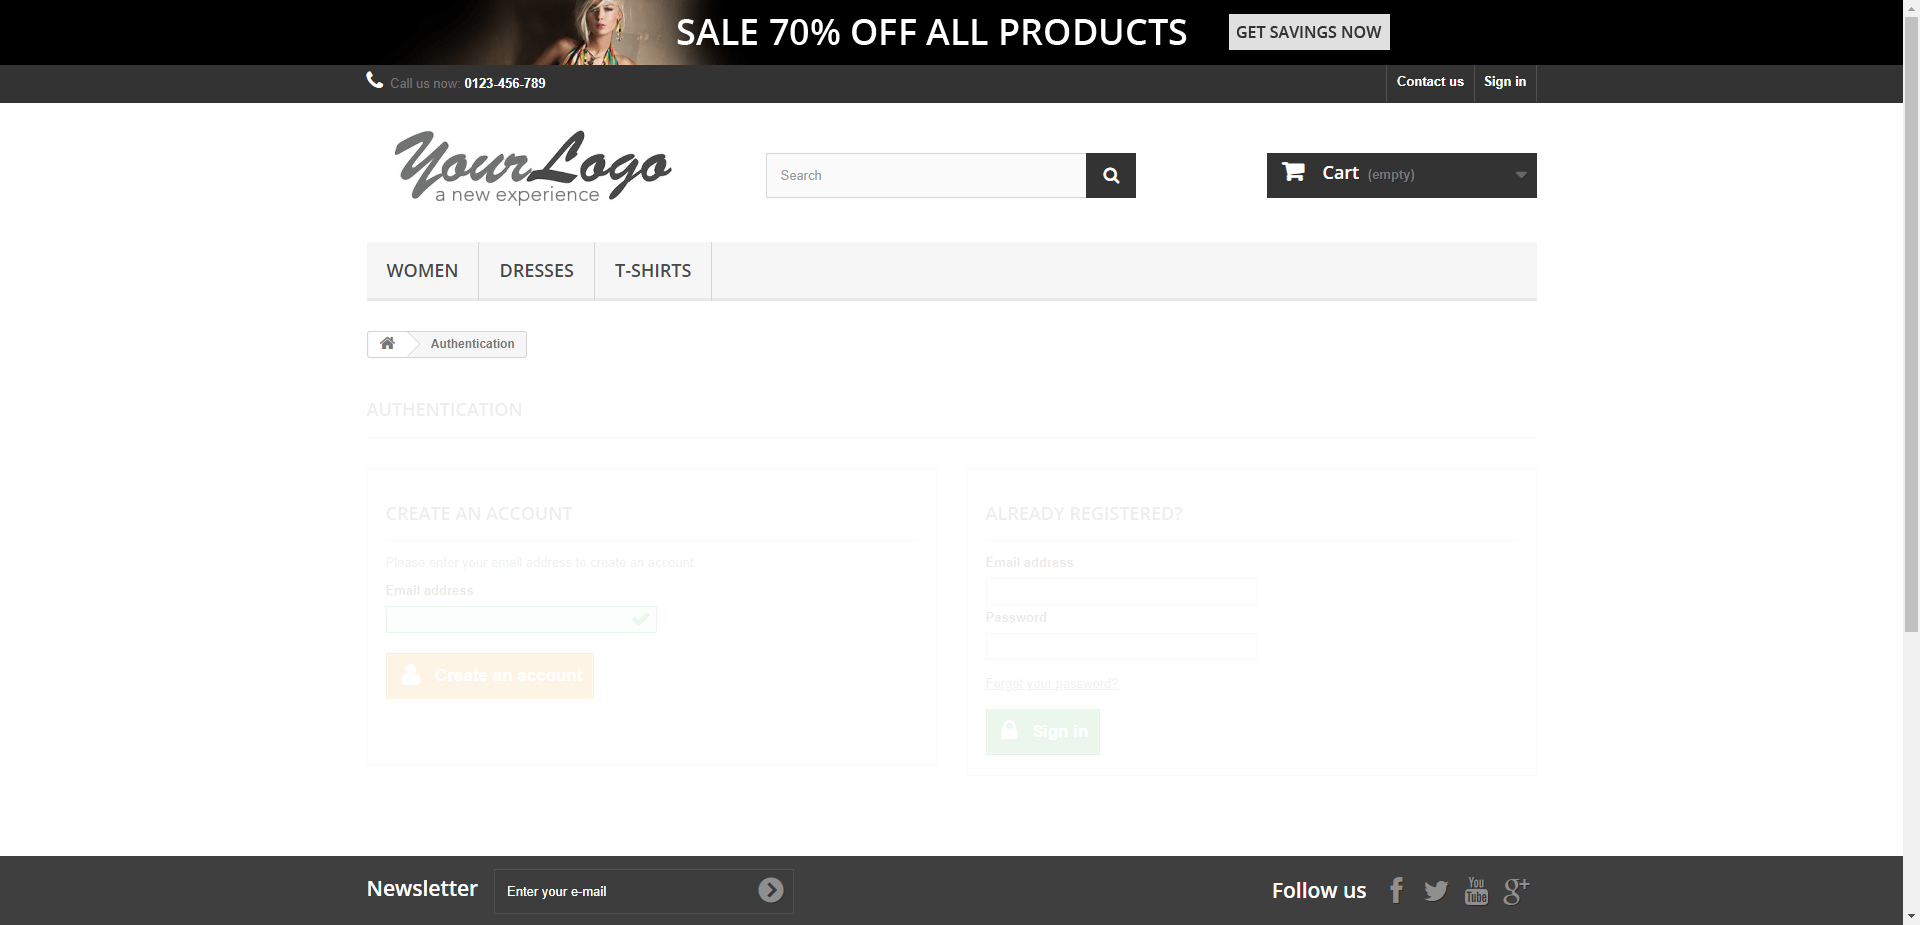 SALE 70% OFF ALL PRODUCTS
GET SAVINGS NOW
Call us now: 0123-456-789
Contact us
Sign in
YourLogo
a new experience
Search
Cart (empty)
WOMEN
DRESSES
T-SHIRTS
Authentication
AUTHENTICATION
CREATE AN ACCOUNT
Please enter your email address to create an account.
Email address
Create an account
ALREADY REGISTERED?
Email address
Password
Forgot your password?
Sign in
Newsletter
Enter your e-mail
Follow us
You
Tube
g+